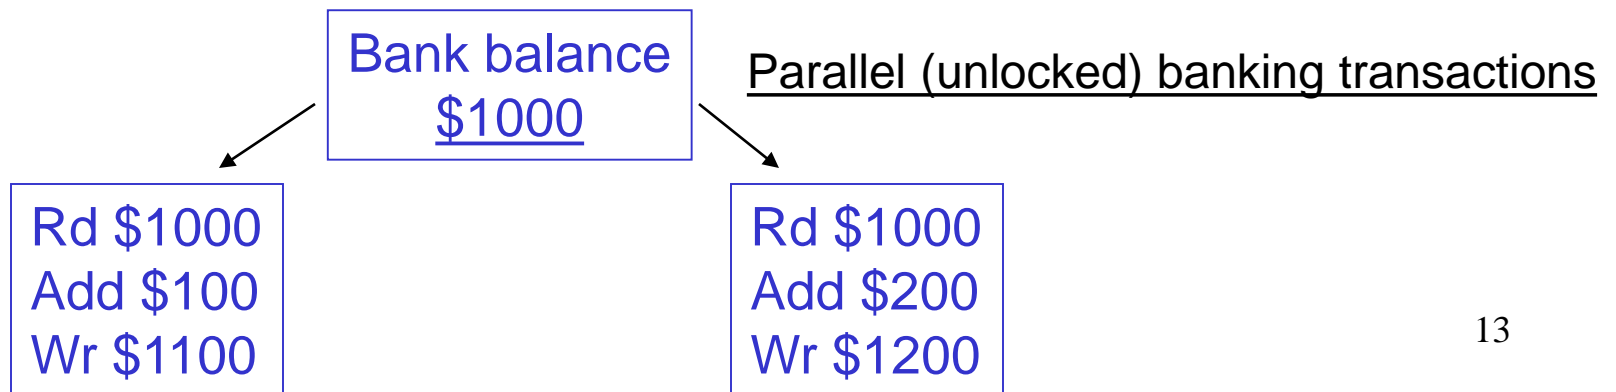 Bank balance
$1000
Parallel (unlocked) banking transactions
Rd $1000
Add $100
Wr $1100
Rd $1000
Add $200
Wr $1200
13